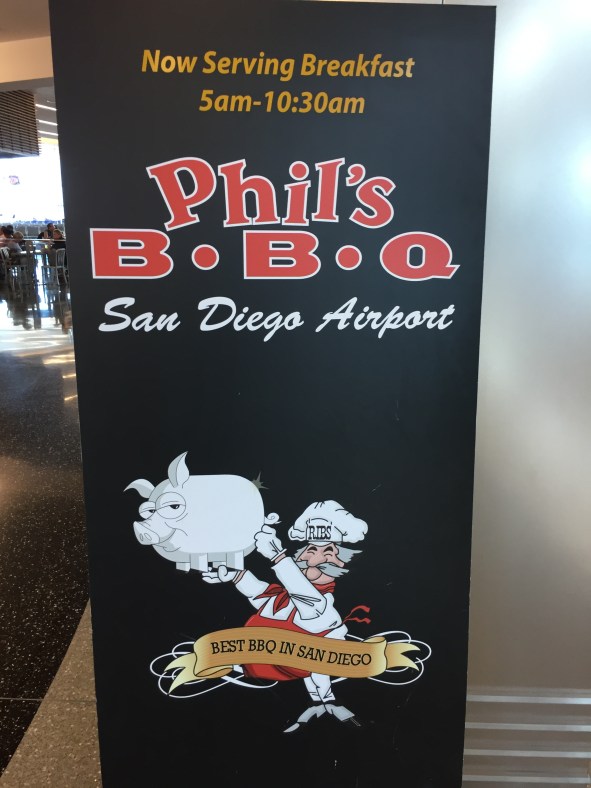 Now Serving Breakfast
5am-10:30am
Phil's
B•B•Q
San Diego Airport
RIBS
BEST BBQ IN SAN DIEGO